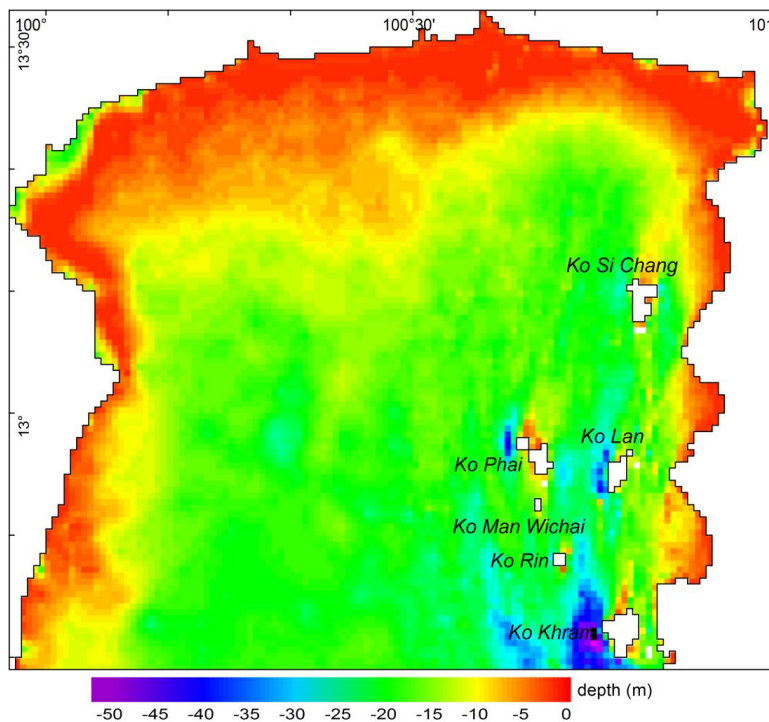 100° 100°30' 10
13°30
Ko Si Chang
13°
Ko Lan
Ko Phai
Ko Man Wichai
Ko Rin
Ko Khram
depth (m)
-50 -45 -35 -30 -25 -20 -15 -10 -5 0